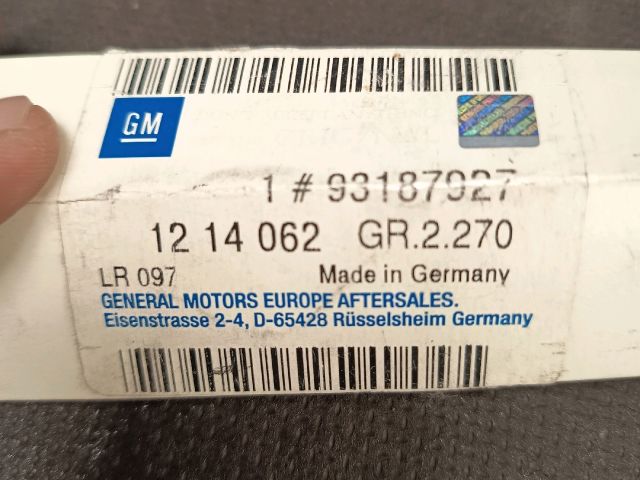 GM
1 # 93187927
12 14 062 GR.2.270
LR 097 Made in Germany
GENERAL MOTORS EUROPE AFTERSALES.
Eisenstrasse 2-4, D-65428 Rüsselsheim Germany